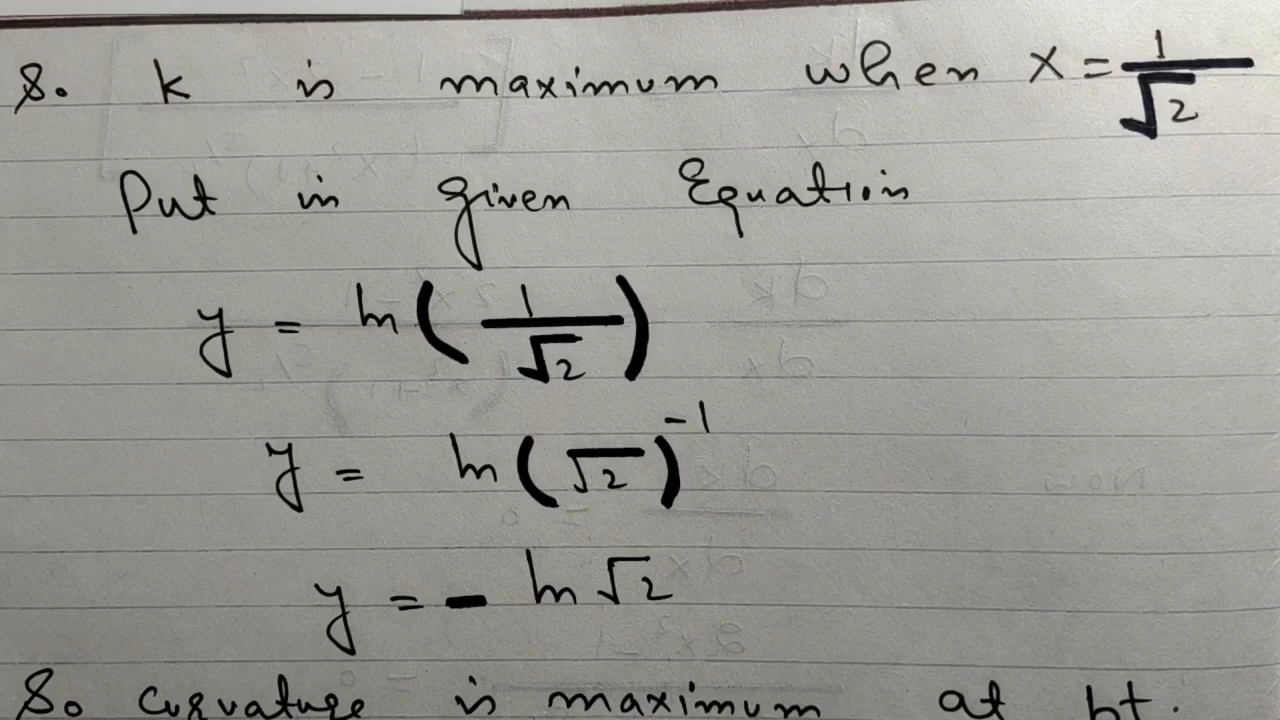 So k is maximum when x = 1/√2
Put in given Equation
y = ln(1/√2)
y = ln(√2)^-1
y = - ln√2
So curvature is maximum at pt.